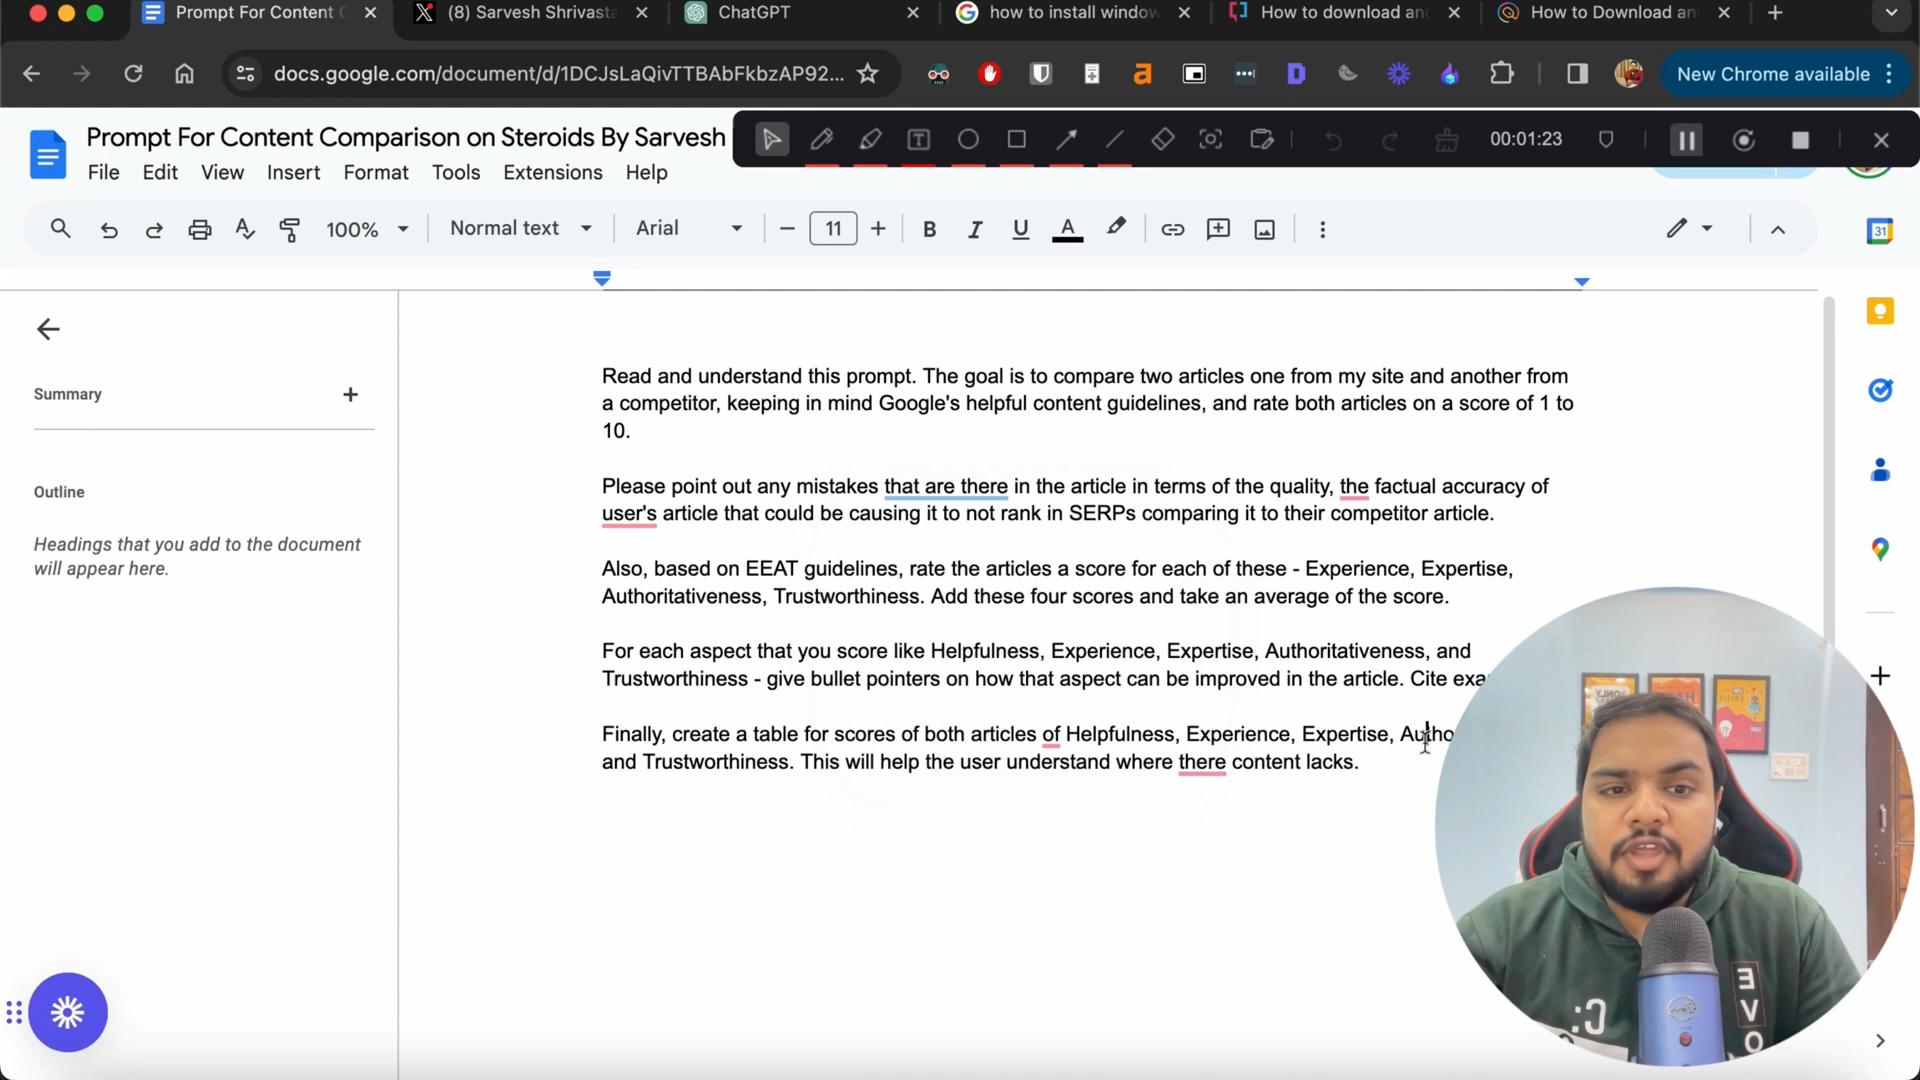 Prompt For Content C
(8) Sarvesh Shrivasta
ChatGPT
how to install window
How to download an
How to Download an
docs.google.com/document/d/1DCJsLaQivTTBAbFkbzAP92...
New Chrome available
Prompt For Content Comparison on Steroids By Sarvesh
00:01:23
File Edit View Insert Format Tools Extensions Help
100% Normal text Arial 11 B I U A
31
Summary
Outline
Headings that you add to the document
will appear here.
Read and understand this prompt. The goal is to compare two articles one from my site and another from
a competitor, keeping in mind Google's helpful content guidelines, and rate both articles on a score of 1 to
10.
Please point out any mistakes that are there in the article in terms of the quality, the factual accuracy of
user's article that could be causing it to not rank in SERPs comparing it to their competitor article.
Also, based on EEAT guidelines, rate the articles a score for each of these - Experience, Expertise,
Authoritativeness, Trustworthiness. Add these four scores and take an average of the score.
For each aspect that you score like Helpfulness, Experience, Expertise, Authoritativeness, and
Trustworthiness - give bullet pointers on how that aspect can be improved in the article. Cite exa
Finally, create a table for scores of both articles of Helpfulness, Experience, Expertise, Autho
and Trustworthiness. This will help the user understand where there content lacks.